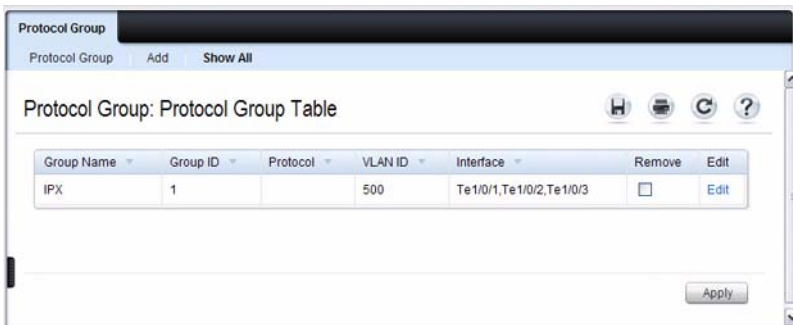 Protocol Group
Protocol Group Add Show All
Protocol Group: Protocol Group Table
Group Name Group ID Protocol VLAN ID Interface Remove Edit
IPX 1 500 Te1/0/1,Te1/0/2,Te1/0/3 Edit
Apply